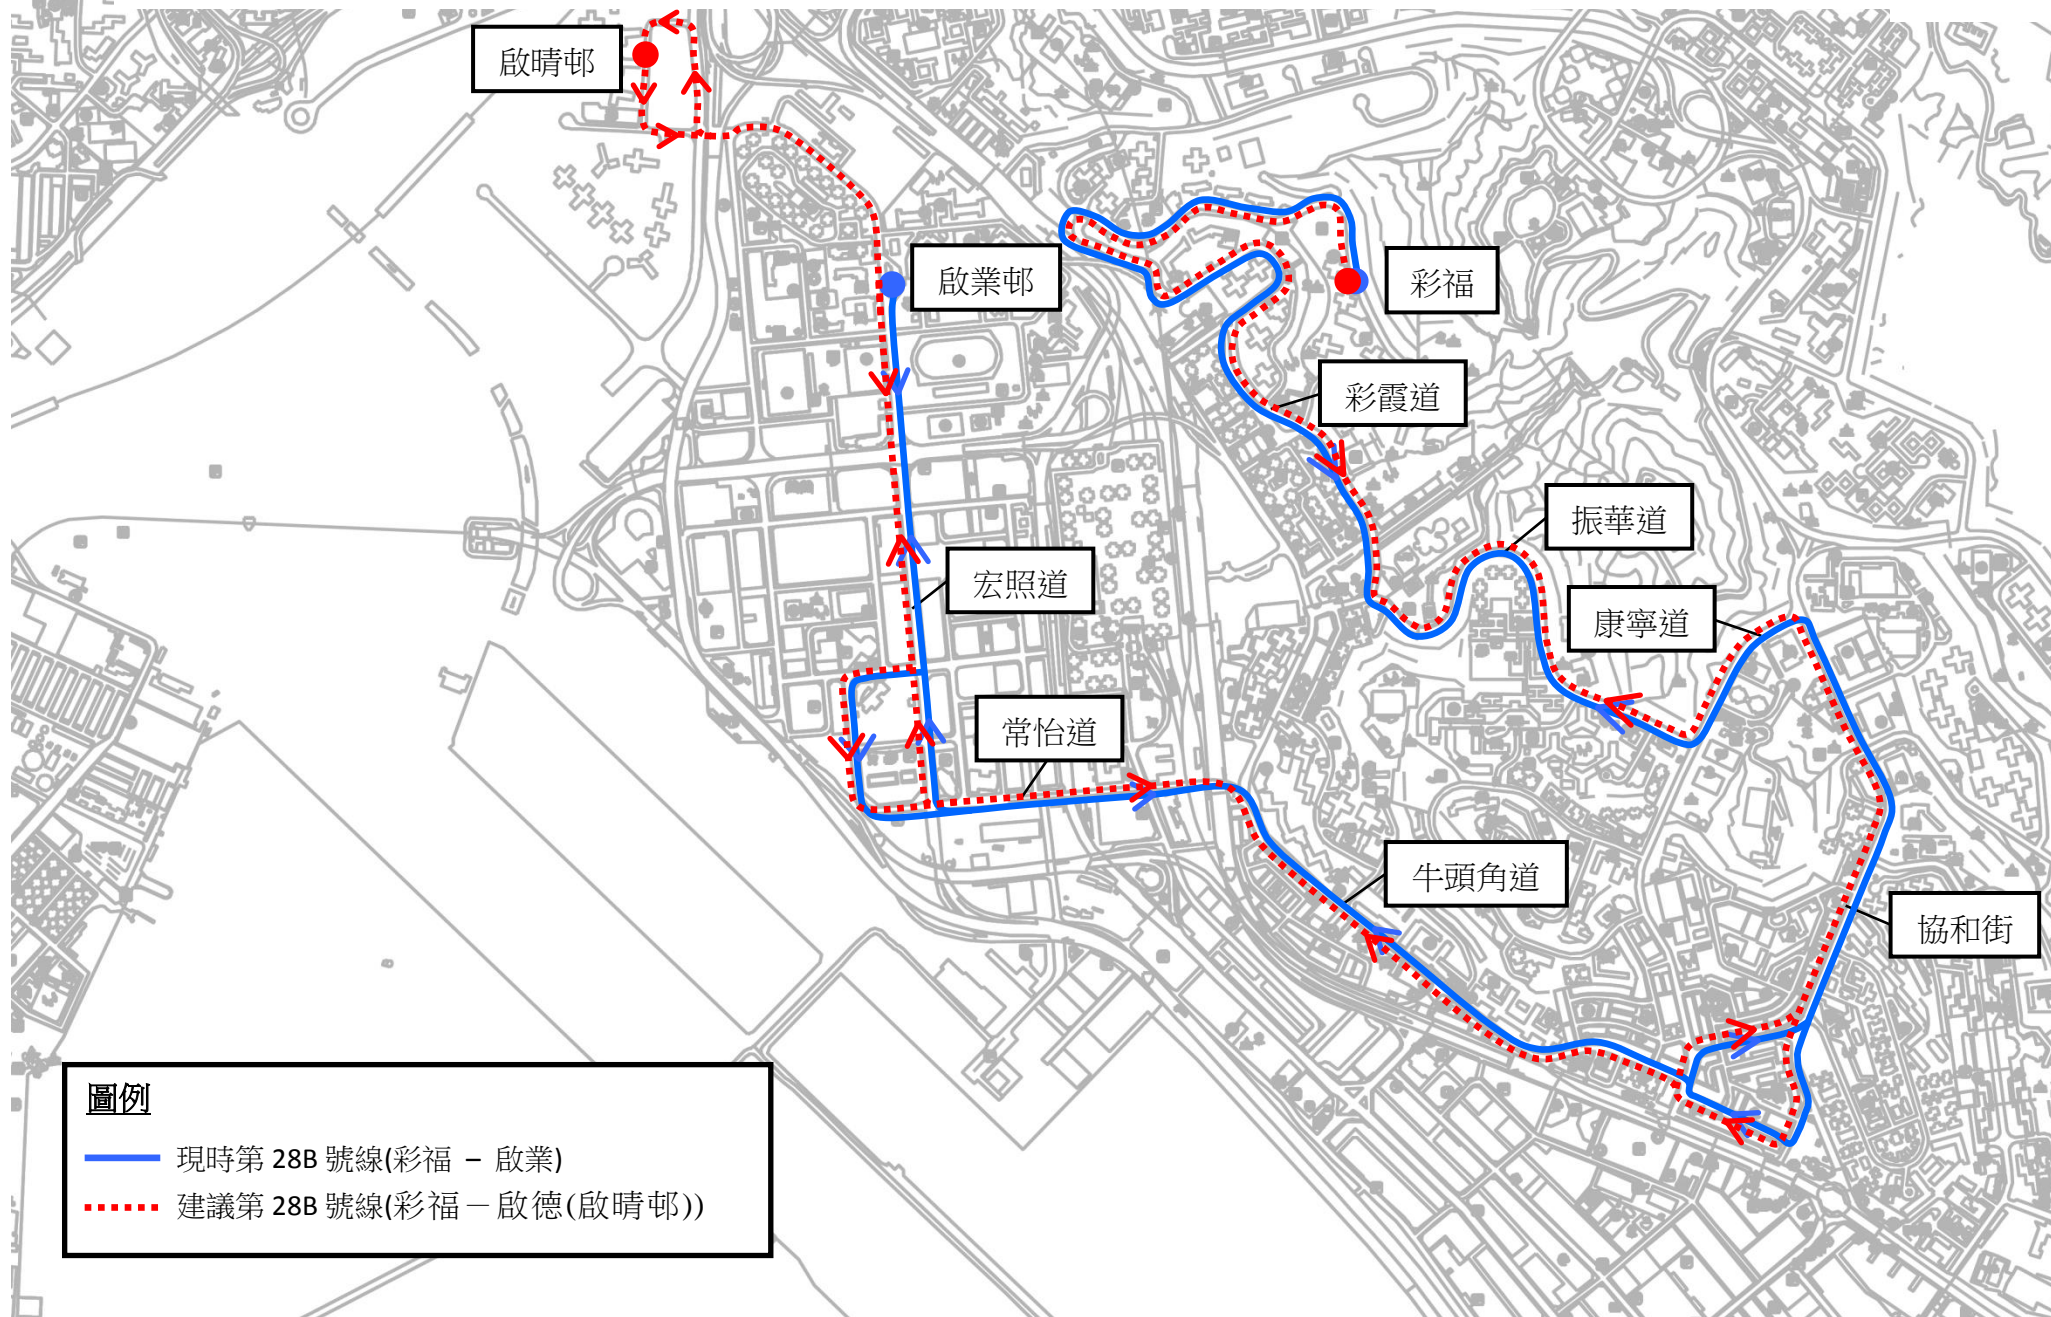 啟晴邨
啟業邨
彩福
彩霞道
振華道
宏照道
康寧道
常怡道
牛頭角道
協和街
圖例
現時第 28B 號線(彩福 – 啟業)
建議第 28B 號線(彩福－啟德(啟晴邨))